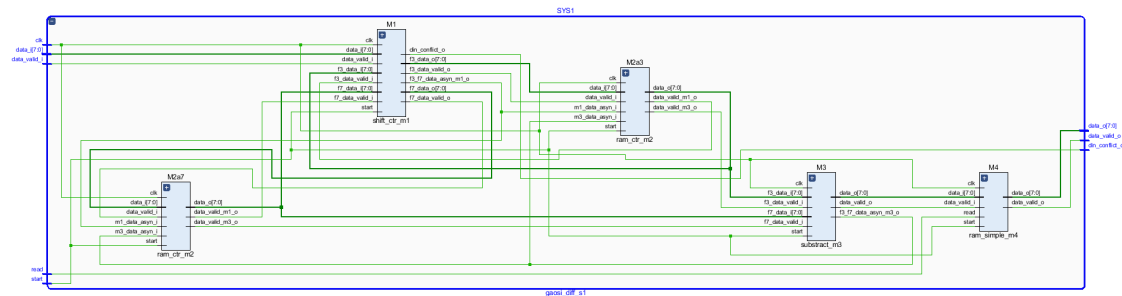 SYS1
clk
data_i[7:0]
data_valid_i
read
start
M1
clk
data_i[7:0]
data_valid_i
f3_data_i[7:0]
f3_data_valid_i
f7_data_i[7:0]
f7_data_valid_i
start
din_conflict_o
f3_data_o[7:0]
f3_data_valid_o
f3_f7_data_asyn_m1_o
f7_data_o[7:0]
f7_data_valid_o
shift_ctr_m1
M2a3
clk
data_i[7:0]
data_valid_i
m1_data_asyn_i
m3_data_asyn_i
start
data_o[7:0]
data_valid_m1_o
data_valid_m3_o
ram_ctr_m2
M2a7
clk
data_i[7:0]
data_valid_i
m1_data_asyn_i
m3_data_asyn_i
start
data_o[7:0]
data_valid_m1_o
data_valid_m3_o
ram_ctr_m2
M3
clk
f3_data_i[7:0]
f3_data_valid_i
f7_data_i[7:0]
f7_data_valid_i
start
data_o[7:0]
data_valid_o
f3_f7_data_asyn_m3_o
substract_m3
M4
clk
data_i[7:0]
data_valid_i
read
start
data_o[7:0]
data_valid_o
ram_simple_m4
data_o[7:0]
data_valid_o
din_conflict_o
gaosi_diff_s1